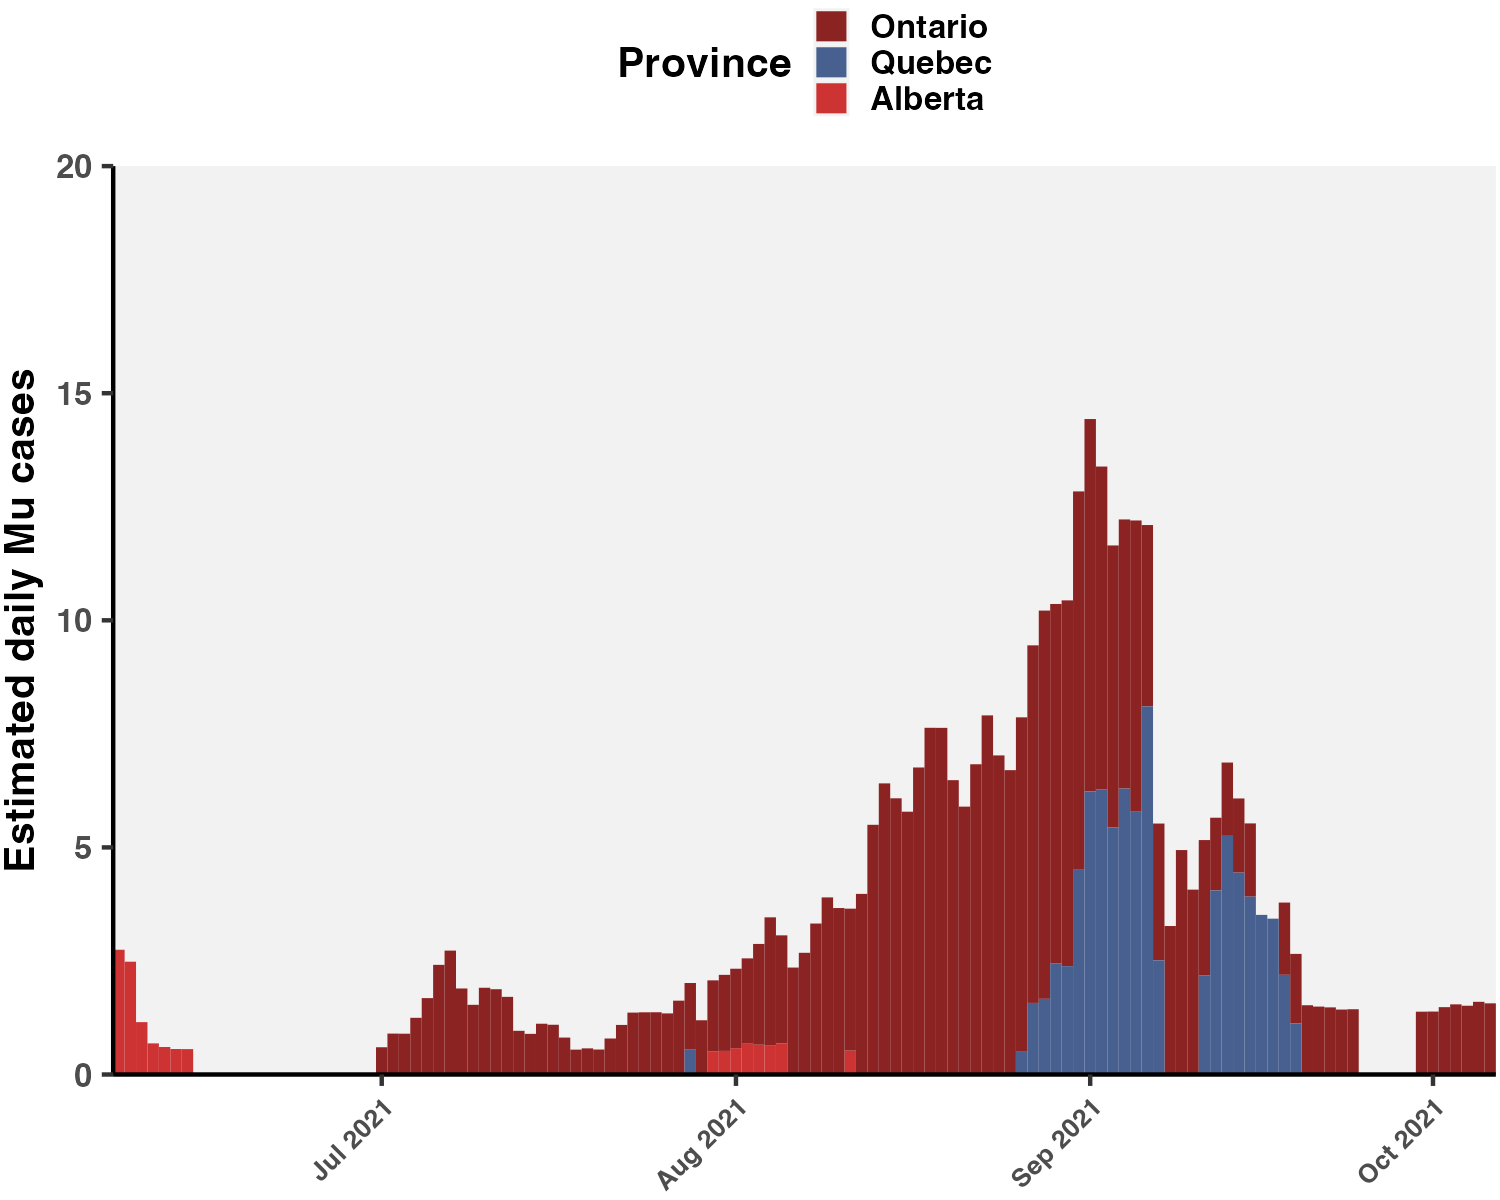 Province
Ontario
Quebec
Alberta
Estimated daily Mu cases
20
15
10
5
0
Jul 2021
Aug 2021
Sep 2021
Oct 2021